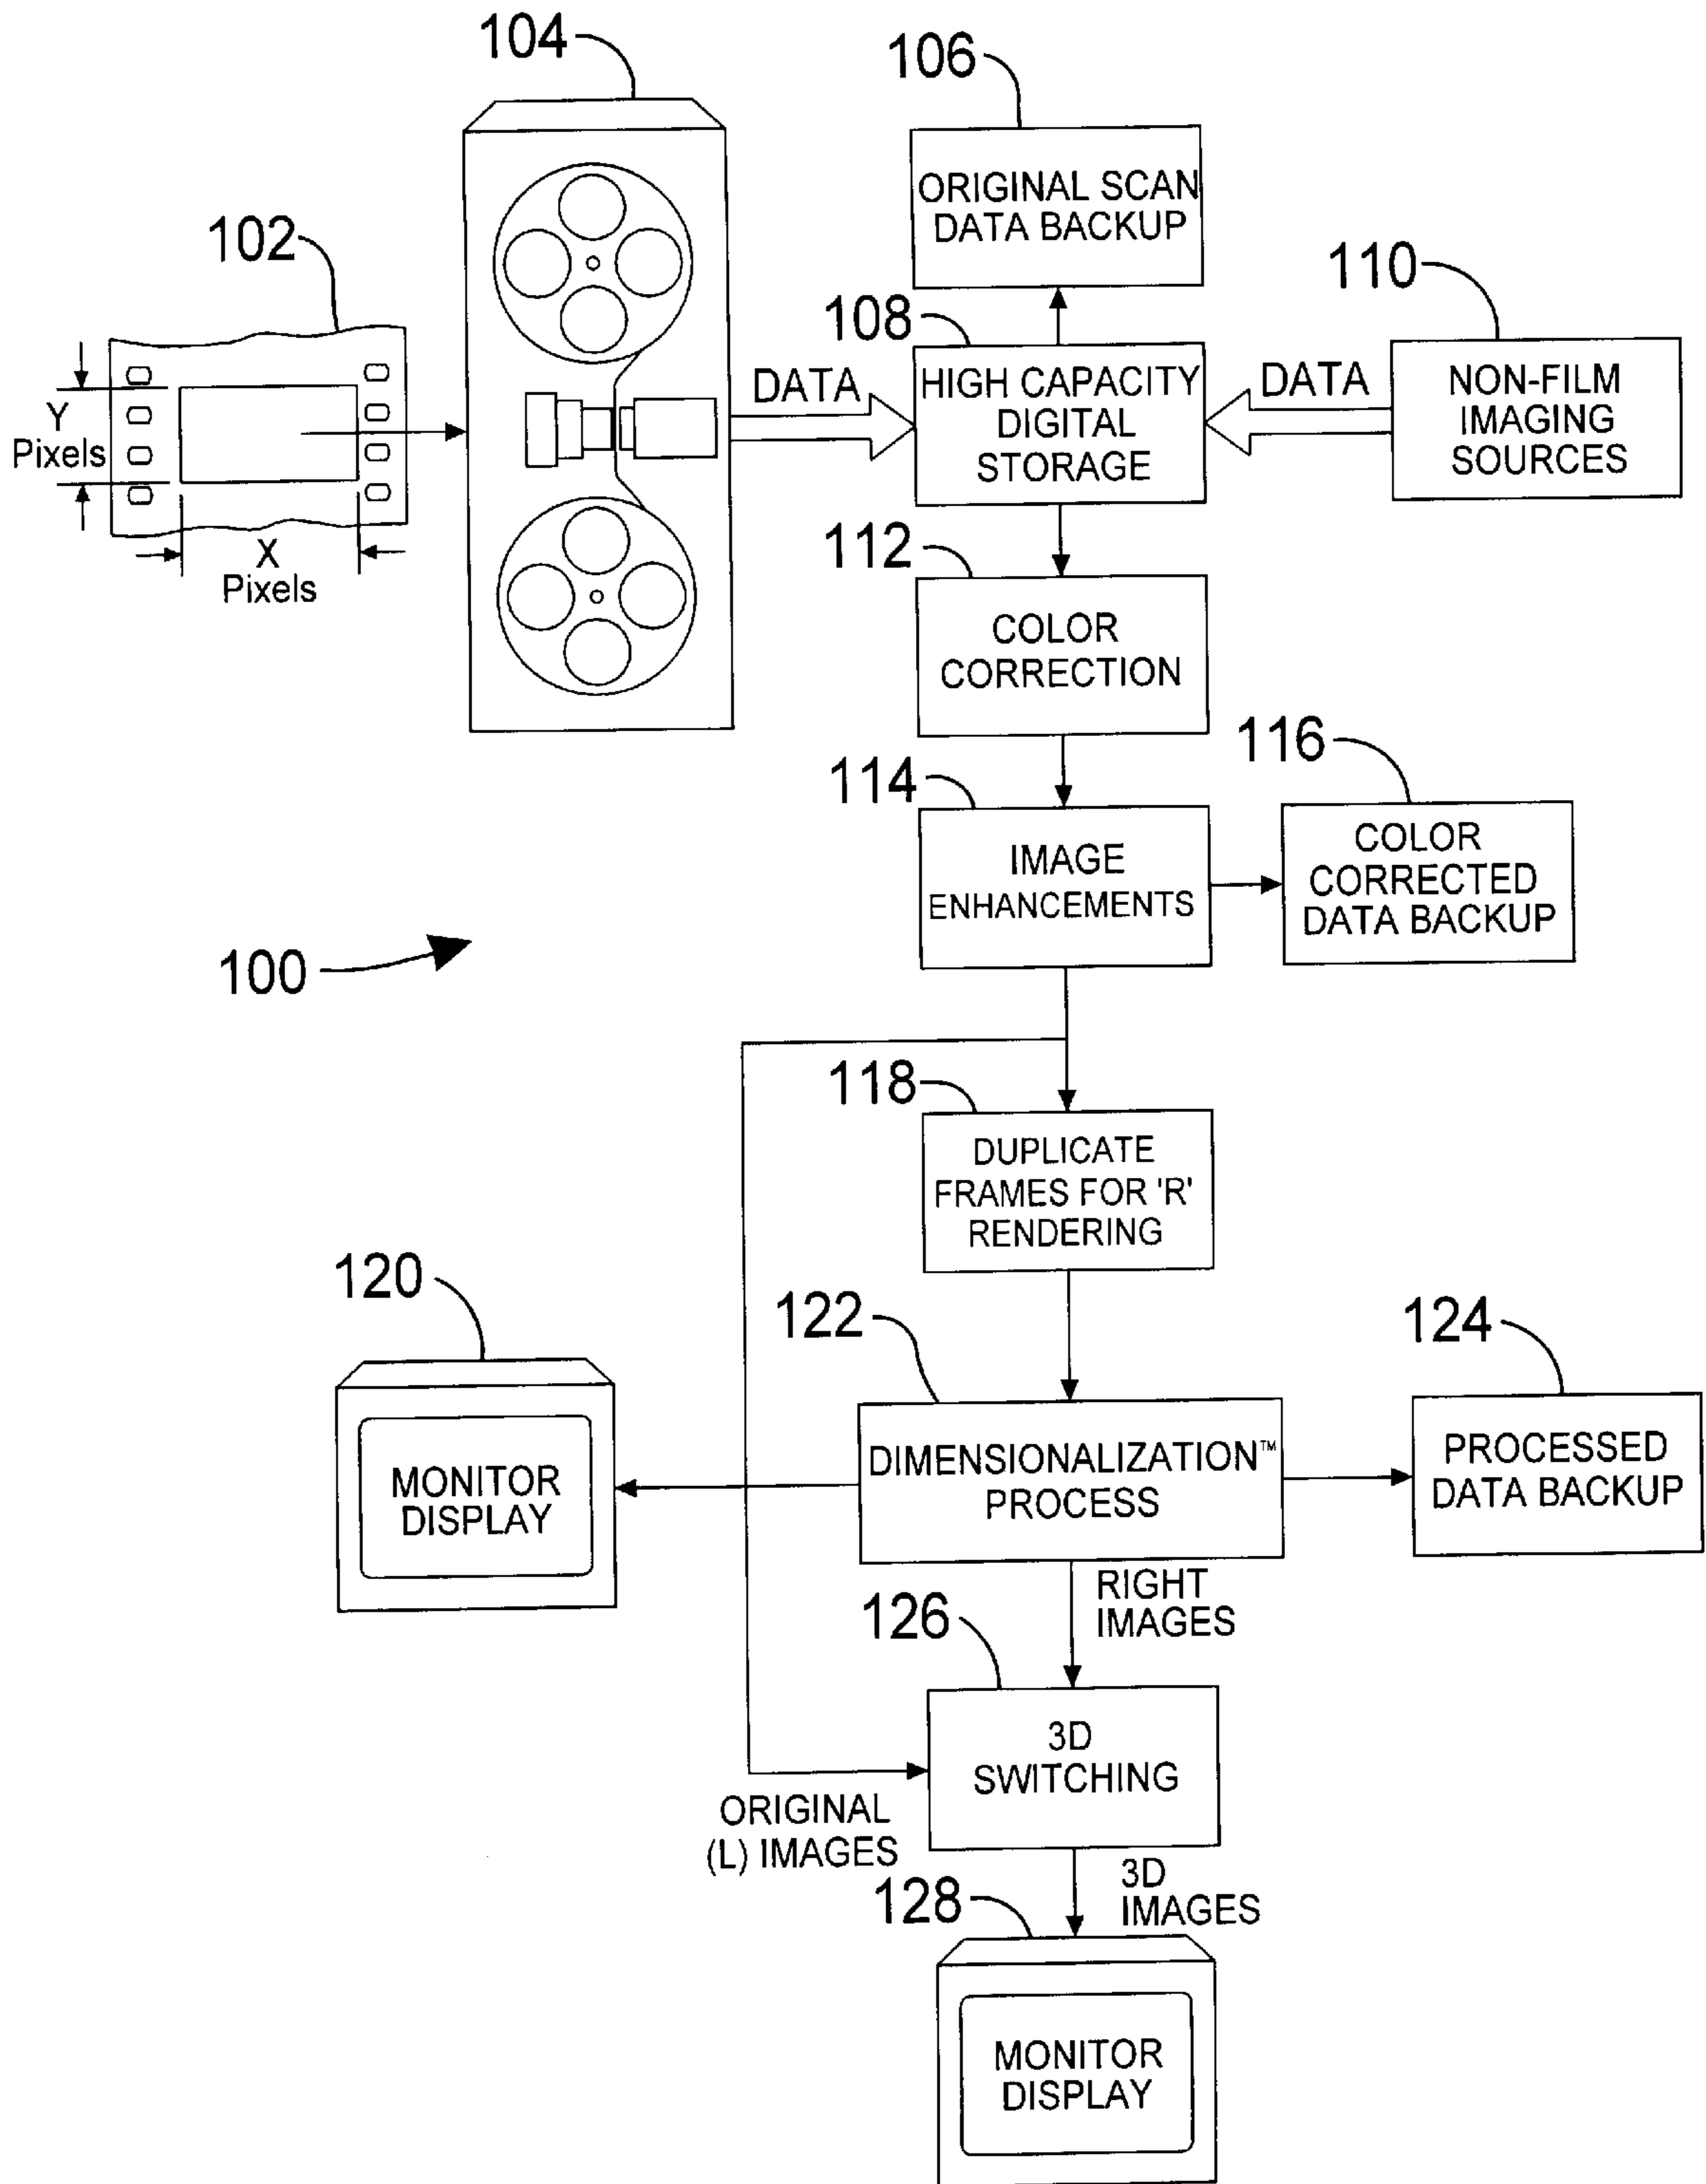 104
106
ORIGINAL SCAN
DATA BACKUP
102
110
108
Y
Pixels
X
Pixels
DATA
HIGH CAPACITY
DIGITAL
STORAGE
DATA
NON-FILM
IMAGING
SOURCES
112
COLOR
CORRECTION
116
114
IMAGE
ENHANCEMENTS
COLOR
CORRECTED
DATA BACKUP
100
118
DUPLICATE
FRAMES FOR 'R'
RENDERING
120
122
124
MONITOR
DISPLAY
DIMENSIONALIZATION™
PROCESS
PROCESSED
DATA BACKUP
RIGHT
IMAGES
126
3D
SWITCHING
ORIGINAL
(L) IMAGES
3D
IMAGES
128
MONITOR
DISPLAY